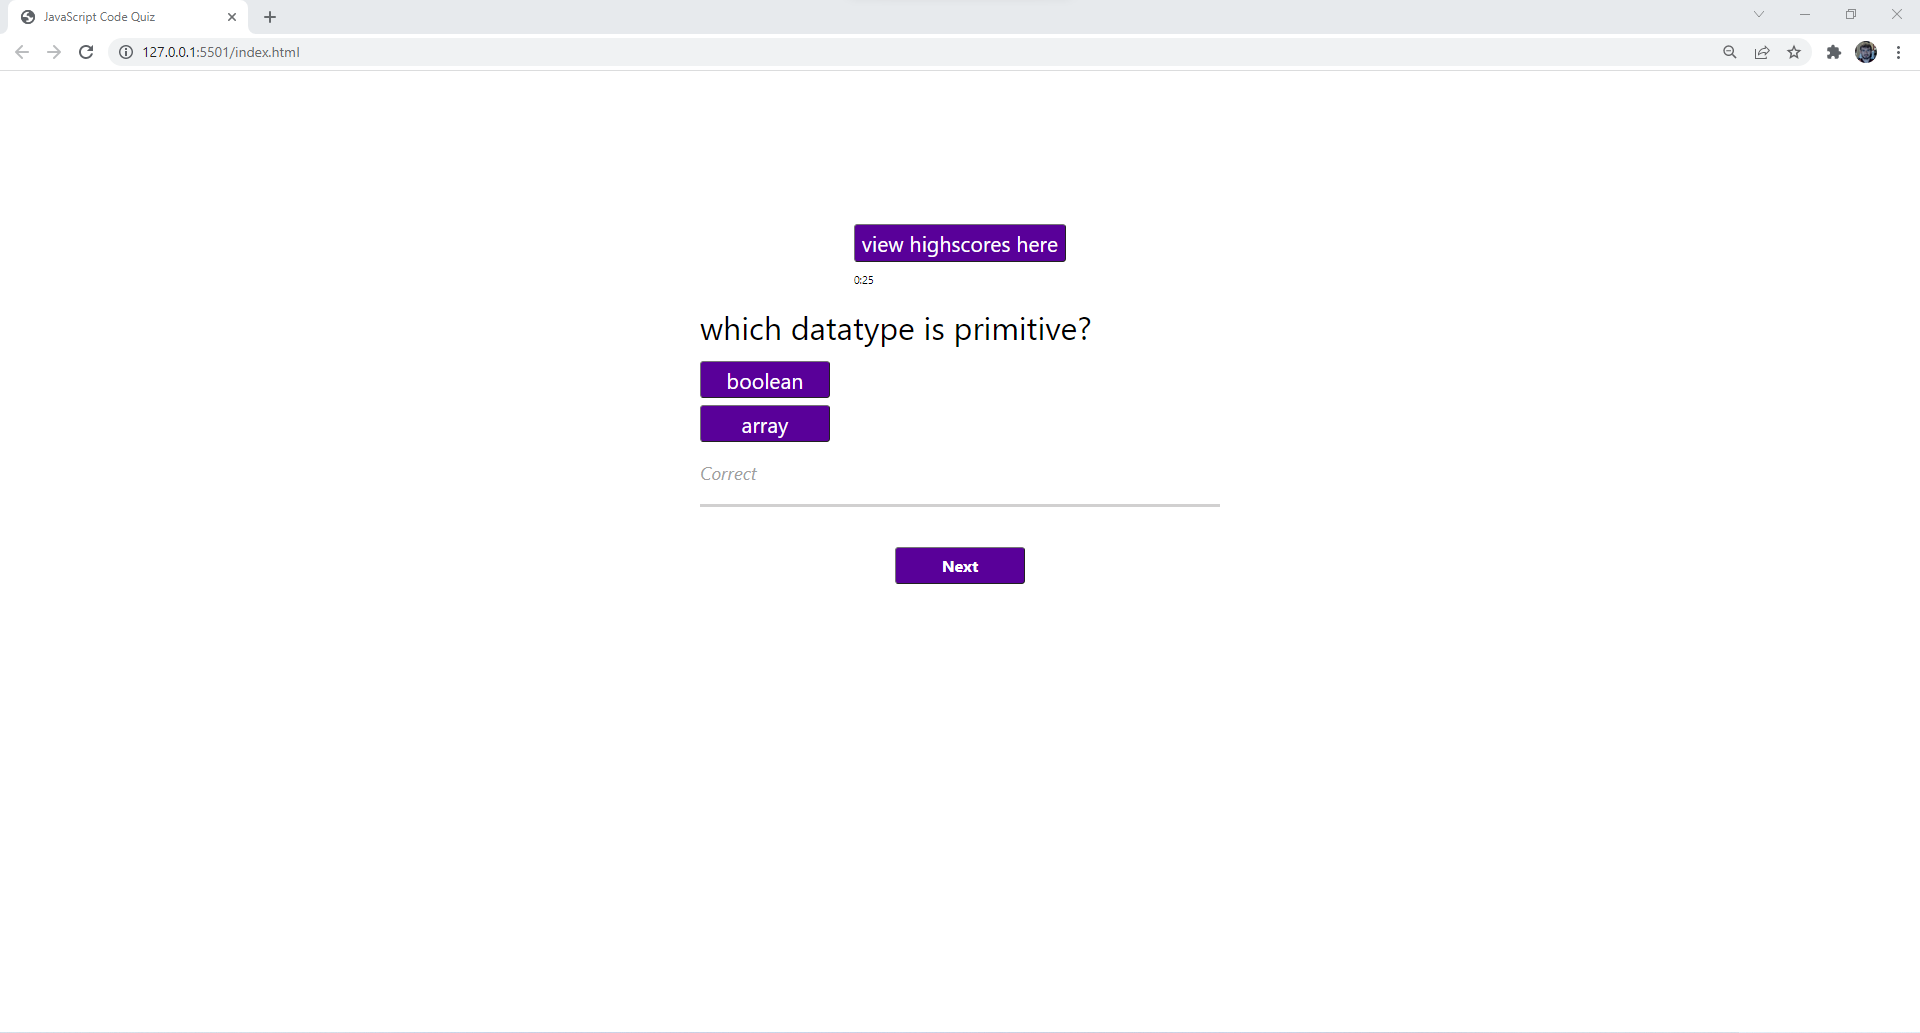 JavaScript Code Quiz
127.0.0.1:5501/index.html
view highscores here
0:25
which datatype is primitive?
boolean
array
Correct
Next